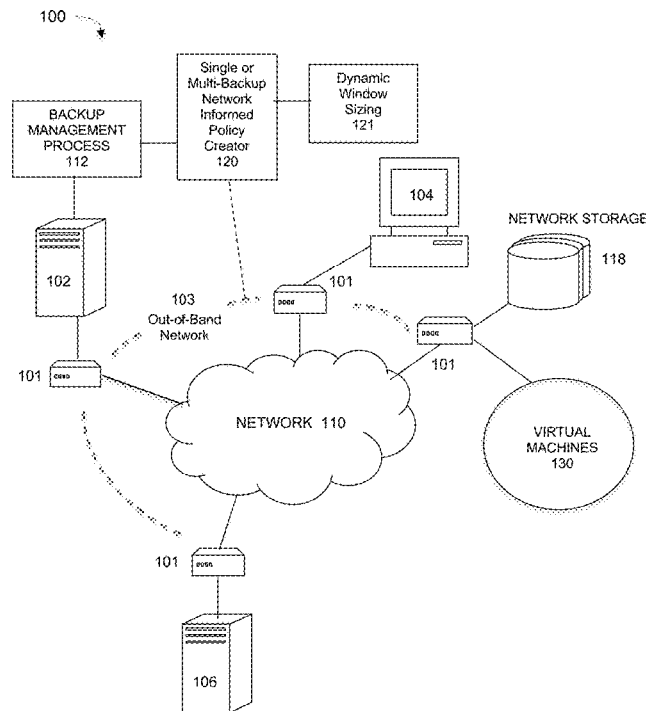 100
Single or
Multi-Backup
Network
Informed
Policy
Creator
120
Dynamic
Window
Sizing
121
BACKUP
MANAGEMENT
PROCESS
112
104
NETWORK STORAGE
118
102
103
Out-of-Band
Network
101
101
101
NETWORK 110
VIRTUAL
MACHINES
130
101
106